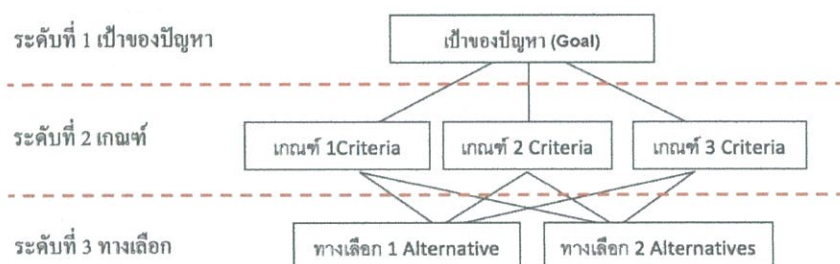 ระดับที่ 1 เป้าของปัญหา
เป้าของปัญหา (Goal)
ระดับที่ 2 เกณฑ์
เกณฑ์ 1Criteria
เกณฑ์ 2 Criteria
เกณฑ์ 3 Criteria
ระดับที่ 3 ทางเลือก
ทางเลือก 1 Alternative
ทางเลือก 2 Alternatives